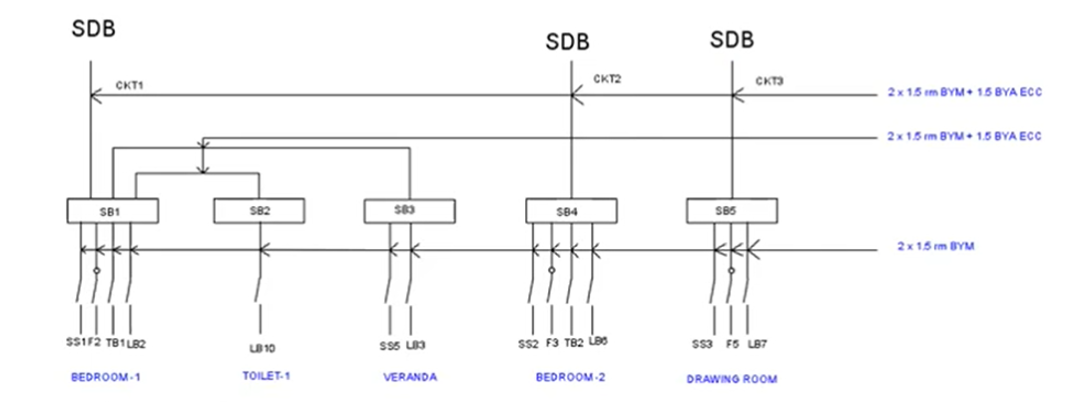 SDB
SDB
SDB
CKT1
CKT2
CKT3
2 x 1.5 rm BYM + 1.5 BYA ECC
2 x 1.5 rm BYM + 1.5 BYA ECC
SB1
SB2
SB3
SB4
SB5
2 x 1.5 rm BYM
SS1 F2 TB1 LB2
LB10
SS5 LB3
SS2 F3 TB2 LB6
SS3 F5 LB7
BEDROOM-1
TOILET-1
VERANDA
BEDROOM-2
DRAWING ROOM